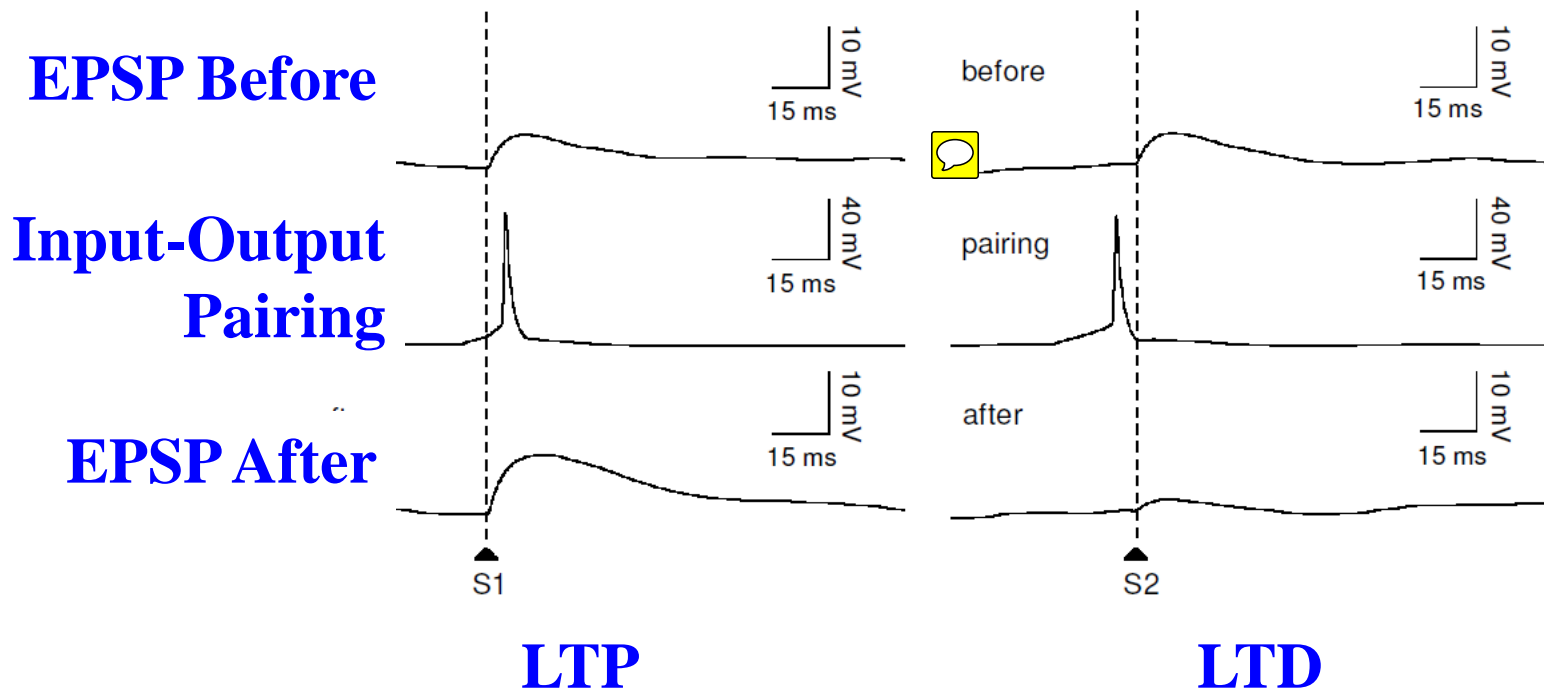 EPSP Before
10 mV
15 ms
before
10 mV
15 ms
Input-Output
Pairing
40 mV
15 ms
pairing
40 mV
15 ms
EPSP After
10 mV
15 ms
after
10 mV
15 ms
S1
S2
LTP
LTD